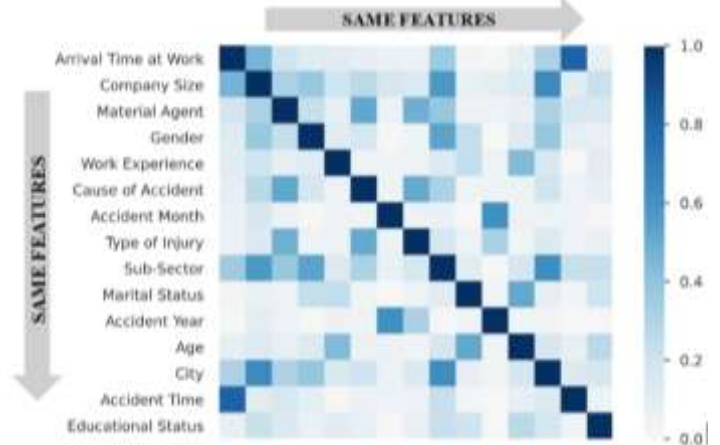 SAME FEATURES
SAME FEATURES
Arrival Time at Work
Company Size
Material Agent
Gender
Work Experience
Cause of Accident
Accident Month
Type of Injury
Sub-Sector
Marital Status
Accident Year
Age
City
Accident Time
Educational Status
1.0
0.8
0.6
0.4
0.2
0.0